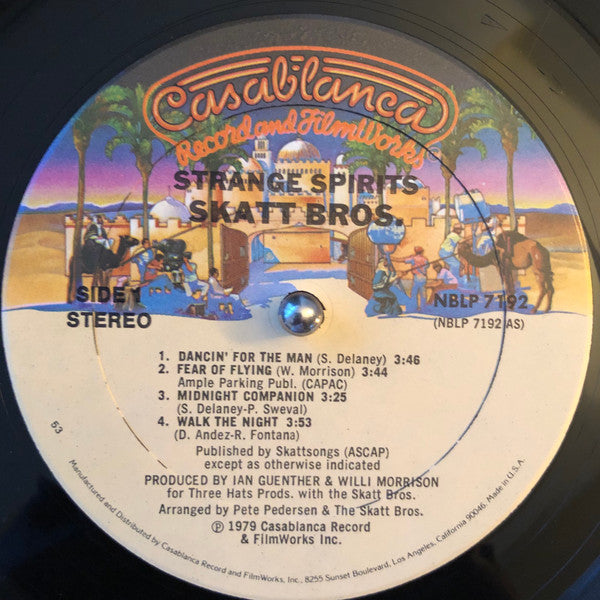 Casablanca
Record and FilmWorks
STRANGE SPIRITS
SKATT BROS.
SIDE 1
STEREO
NBLP 7192
(NBLP 7192 AS)
1. DANCIN' FOR THE MAN (S. Delaney) 3:46
2. FEAR OF FLYING (W. Morrison) 3:44
Ample Parking Publ. (CAPAC)
3. MIDNIGHT COMPANION 3:25
(S. Delaney-P. Sweval)
4. WALK THE NIGHT 3:53
(D. Andez-R. Fontana)
Published by Skattsongs (ASCAP)
except as otherwise indicated
PRODUCED BY IAN GUENTHER & WILLI MORRISON
for Three Hats Prods. with the Skatt Bros.
Arranged by Pete Pedersen & The Skatt Bros.
℗ 1979 Casablanca Record
& FilmWorks Inc.
53
Manufactured and Distributed by Casablanca Record and FilmWorks, Inc., 8255 Sunset Boulevard, Los Angeles, California 90046, Made in U.S.A.